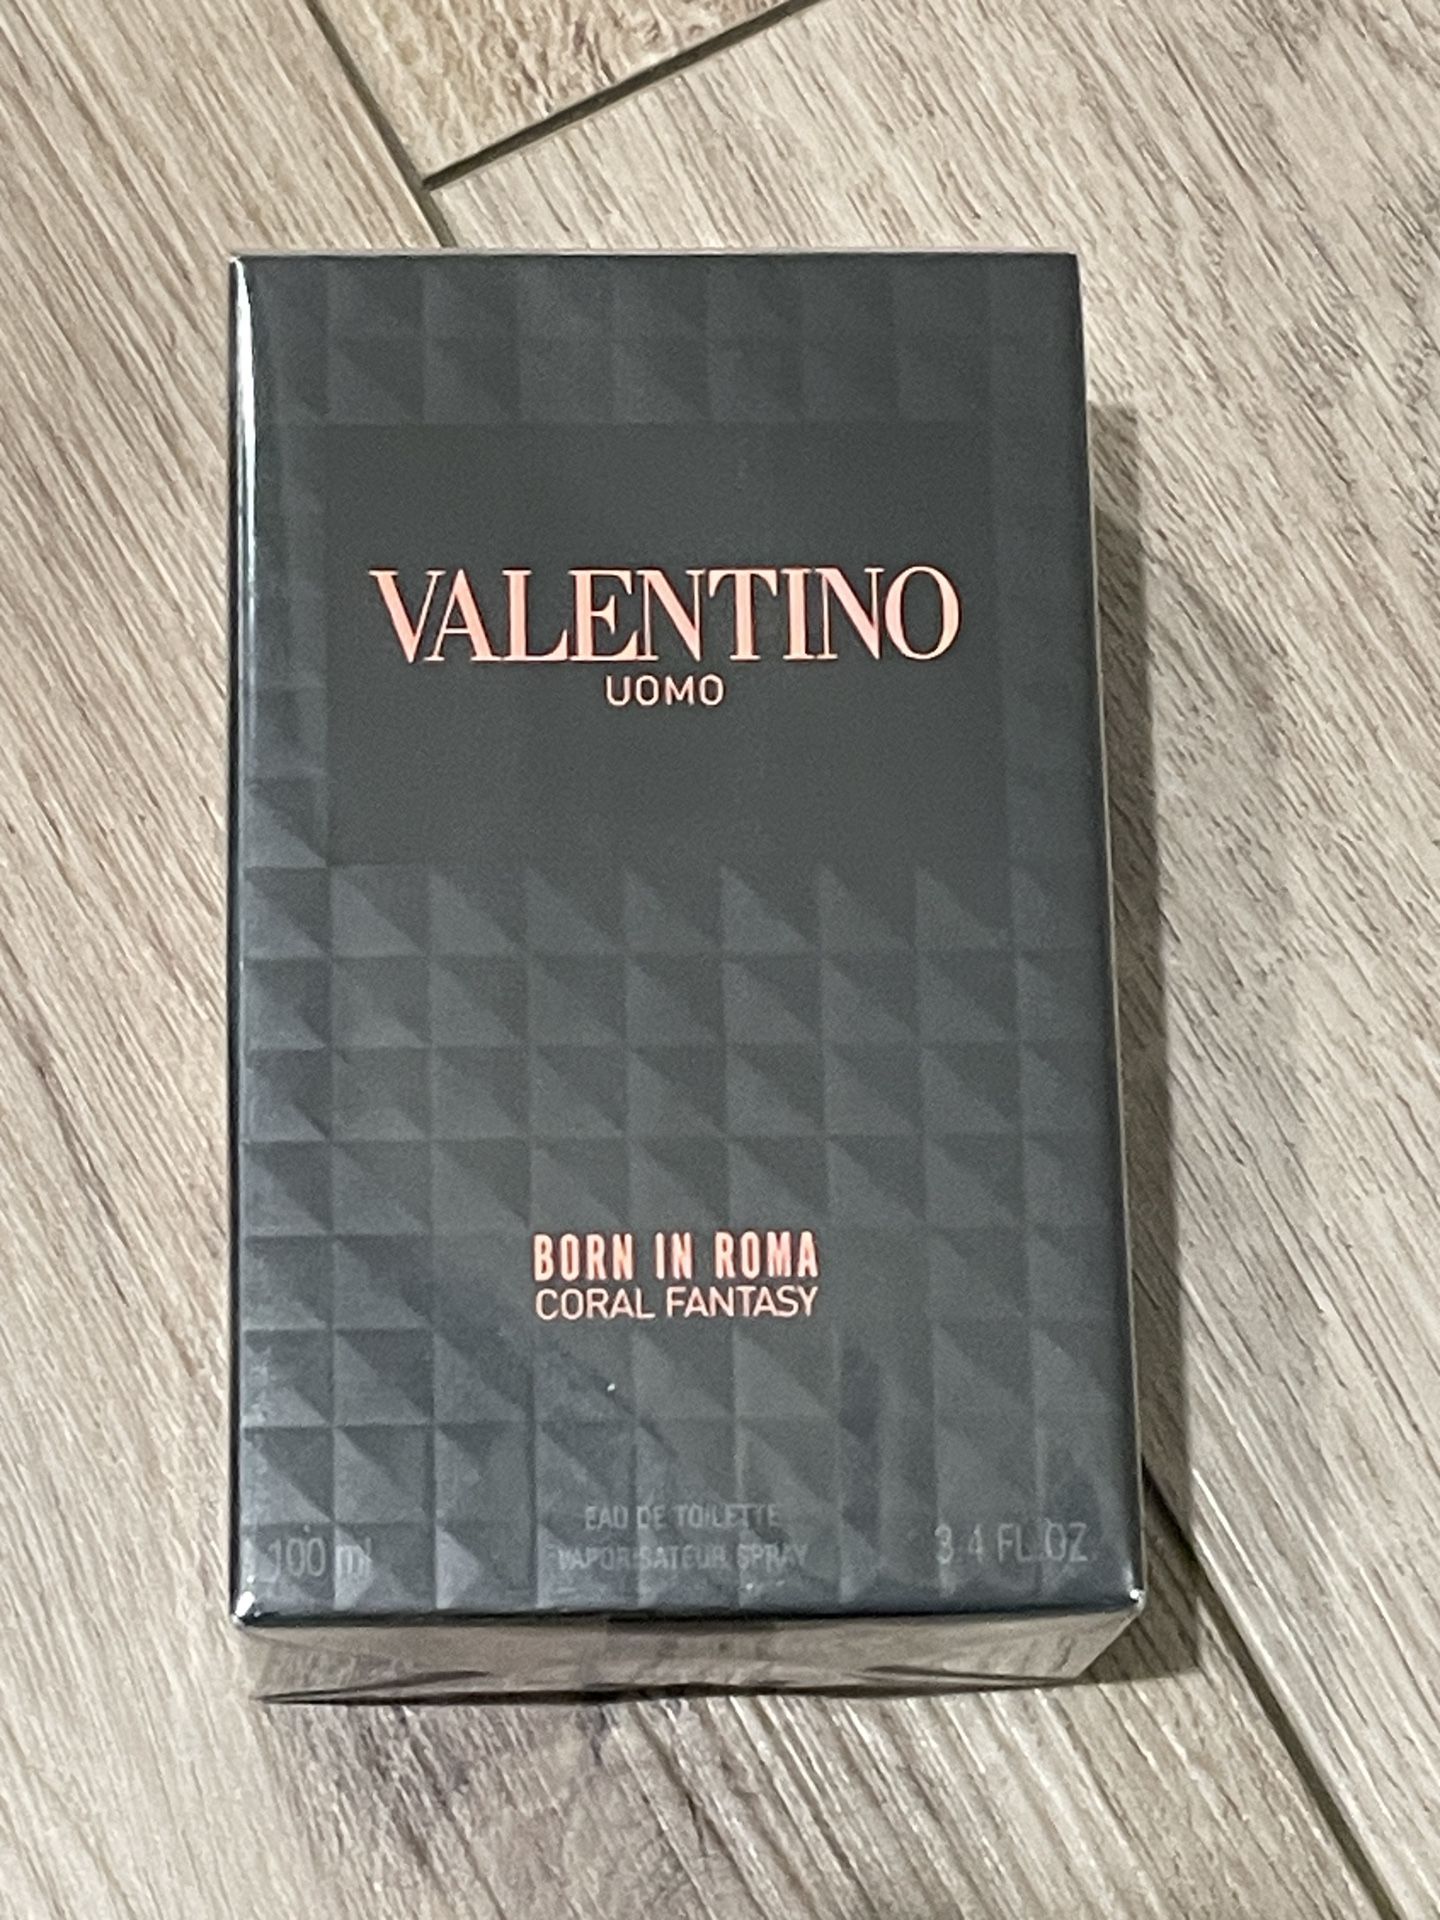 VALENTINO
UOMO
BORN IN ROMA
CORAL FANTASY
EAU DE TOILETTE
VAPORISATEUR SPRAY
100 ml
3.4 FL.OZ.